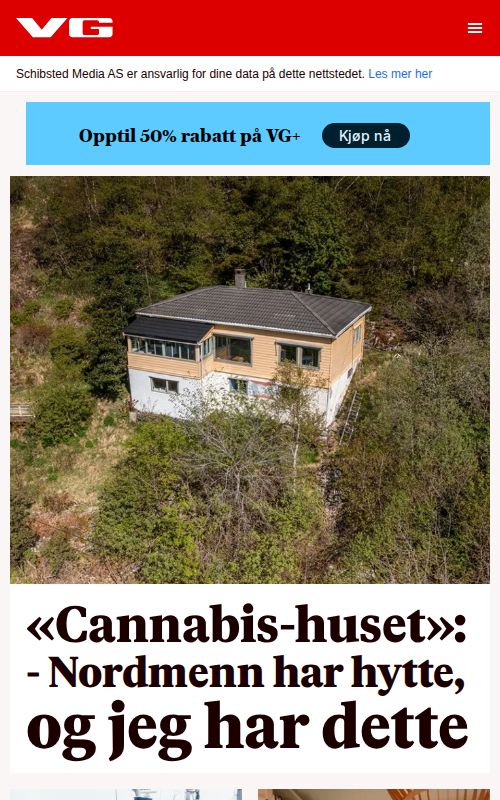 VG
Schibsted Media AS er ansvarlig for dine data på dette nettstedet. Les mer her
Opptil 50% rabatt på VG+ Kjøp nå
«Cannabis-huset»:
- Nordmenn har hytte,
og jeg har dette